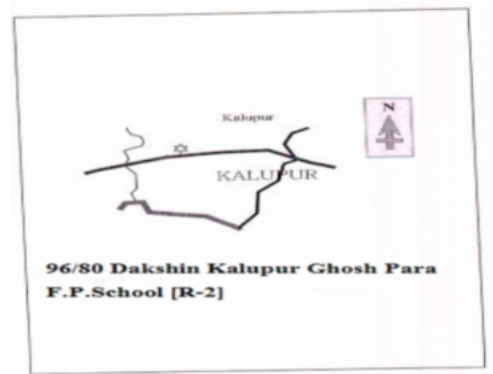 Kalupur
N
KALUPUR
96/80 Dakshin Kalupur Ghosh Para
F.P.School [R-2]